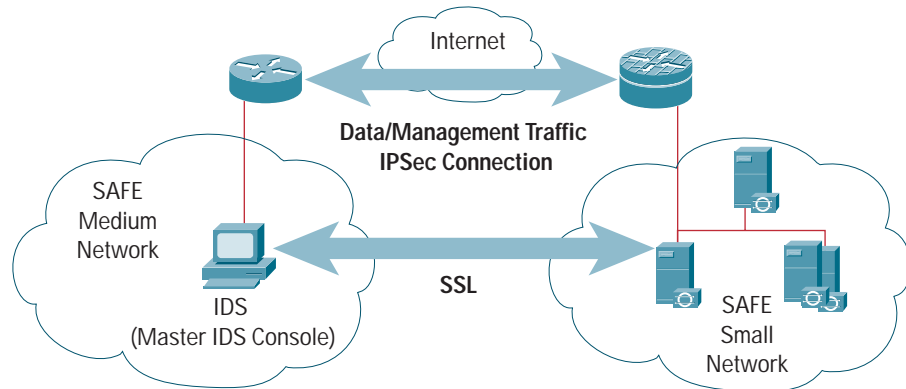 Internet
Data/Management Traffic
IPSec Connection
SAFE
Medium
Network
SSL
IDS
(Master IDS Console)
SAFE
Small
Network